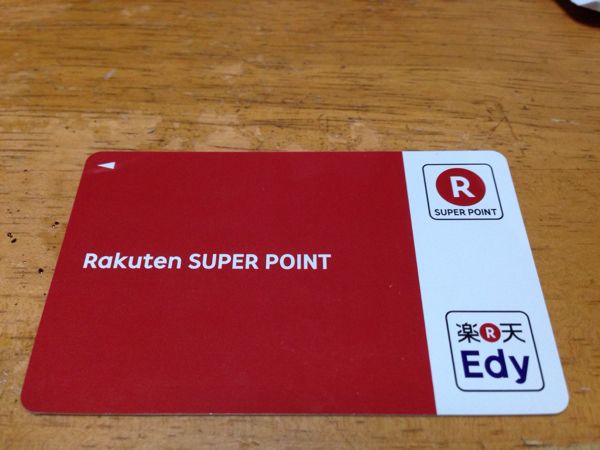 Rakuten SUPER POINT
R
SUPER POINT
楽R天
Edy